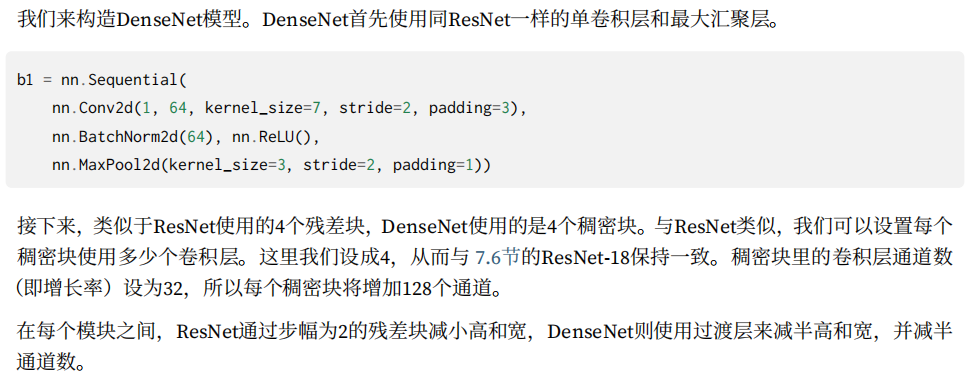 我们来构造DenseNet模型。DenseNet首先使用同ResNet一样的单卷积层和最大汇聚层。
b1 = nn.Sequential(
    nn.Conv2d(1, 64, kernel_size=7, stride=2, padding=3),
    nn.BatchNorm2d(64), nn.ReLU(),
    nn.MaxPool2d(kernel_size=3, stride=2, padding=1))
接下来，类似于ResNet使用的4个残差块，DenseNet使用的是4个稠密块。与ResNet类似，我们可以设置每个
稠密块使用多少个卷积层。这里我们设成4，从而与 7.6节的ResNet-18保持一致。稠密块里的卷积层通道数
(即增长率）设为32，所以每个稠密块将增加128个通道。
在每个模块之间，ResNet通过步幅为2的残差块减小高和宽，DenseNet则使用过渡层来减半高和宽，并减半
通道数。